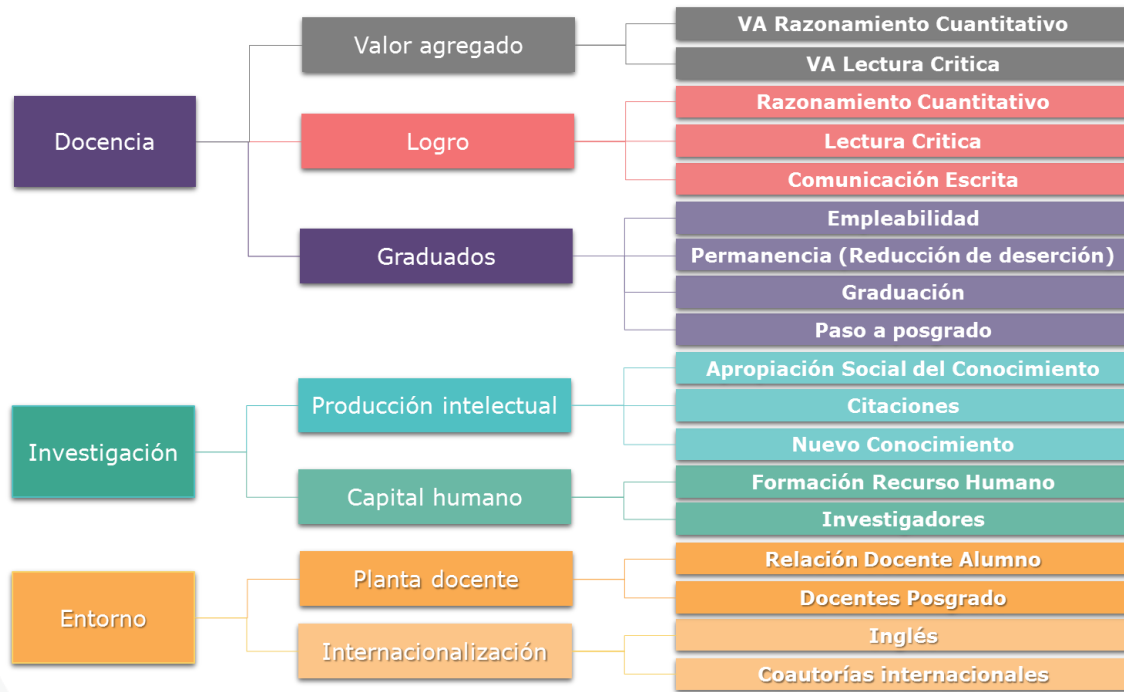 Docencia
Valor agregado
VA Razonamiento Cuantitativo
VA Lectura Critica
Logro
Razonamiento Cuantitativo
Lectura Critica
Comunicación Escrita
Graduados
Empleabilidad
Permanencia (Reducción de deserción)
Graduación
Paso a posgrado
Investigación
Producción intelectual
Apropiación Social del Conocimiento
Citaciones
Nuevo Conocimiento
Capital humano
Formación Recurso Humano
Investigadores
Entorno
Planta docente
Relación Docente Alumno
Docentes Posgrado
Internacionalización
Inglés
Coautorías internacionales